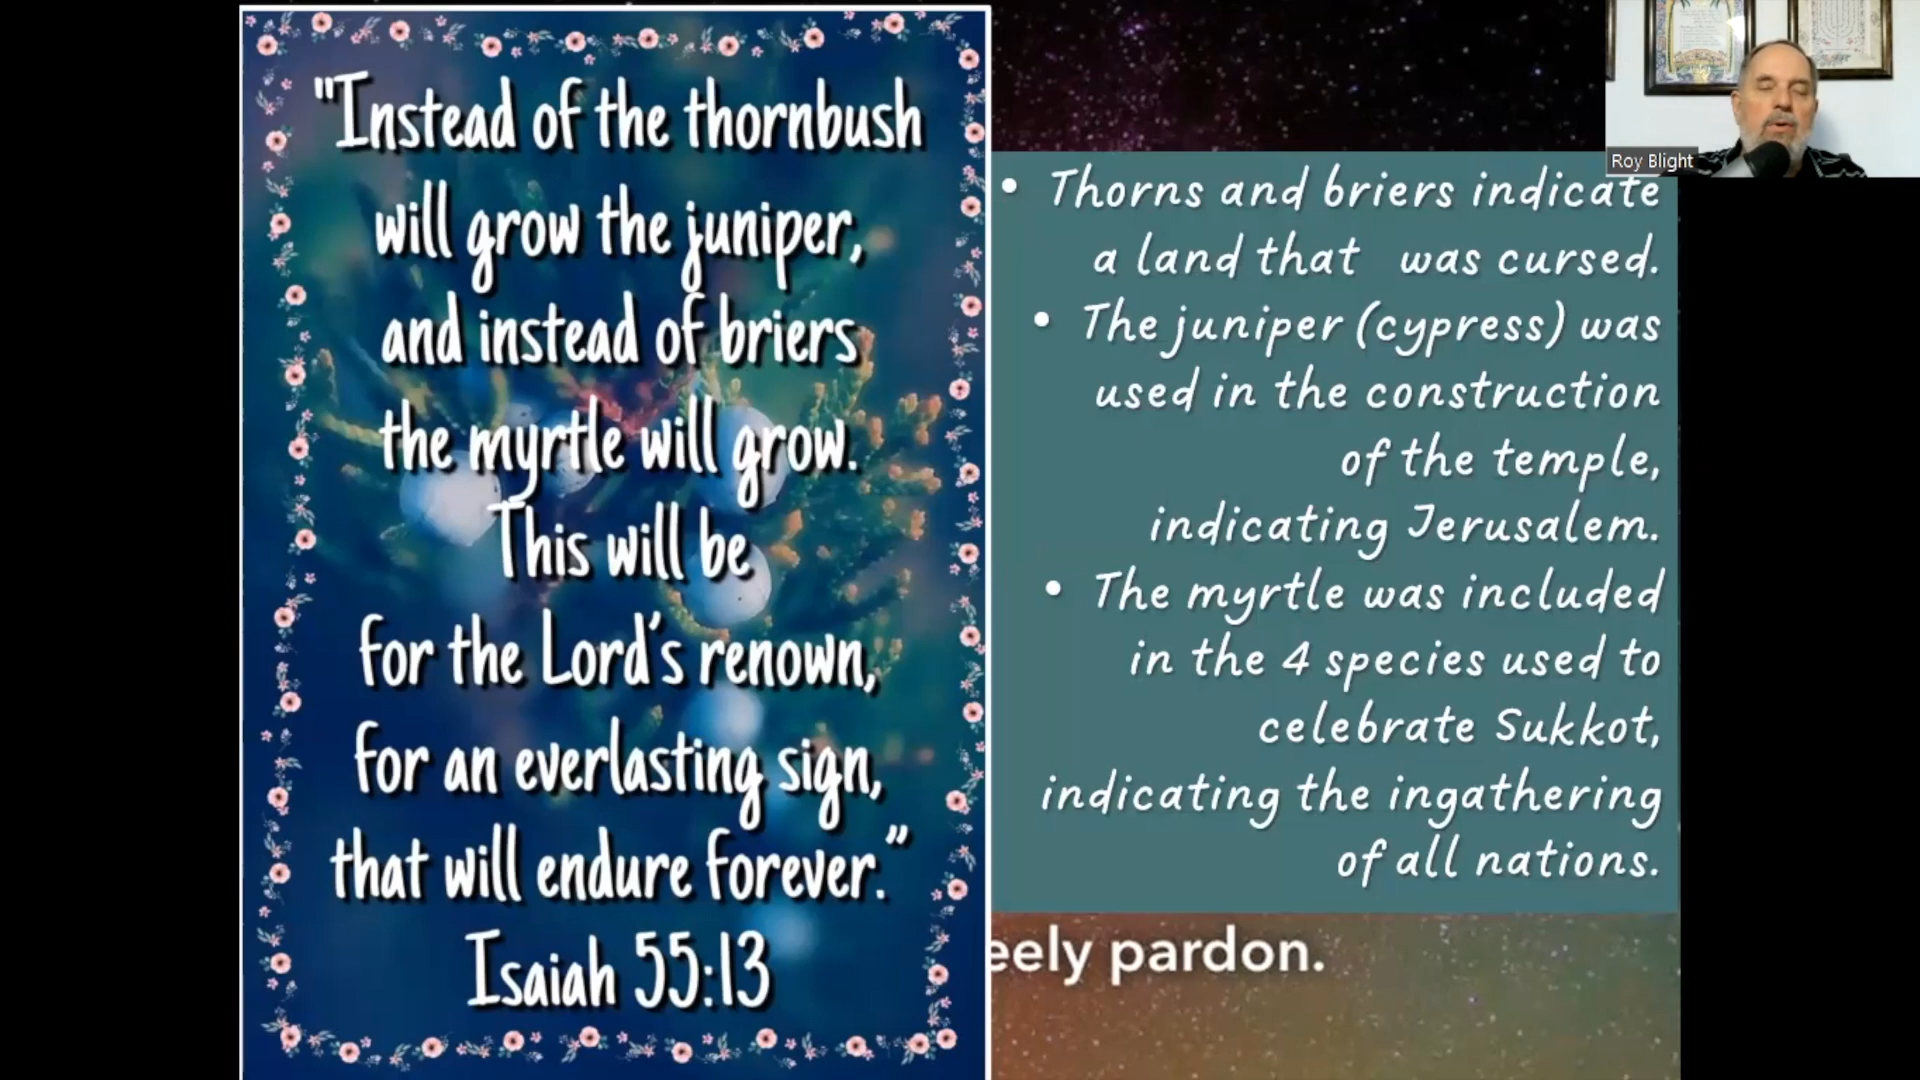 "Instead of the thornbush
will grow the juniper,
and instead of briers
the myrtle will grow.
This will be
for the Lord's renown,
for an everlasting sign,
that will endure forever."
Isaiah 55:13
• Thorns and briers indicate
a land that was cursed.
• The juniper (cypress) was
used in the construction
of the temple,
indicating Jerusalem.
• The myrtle was included
in the 4 species used to
celebrate Sukkot,
indicating the ingathering
of all nations.
eely pardon.
Roy Blight